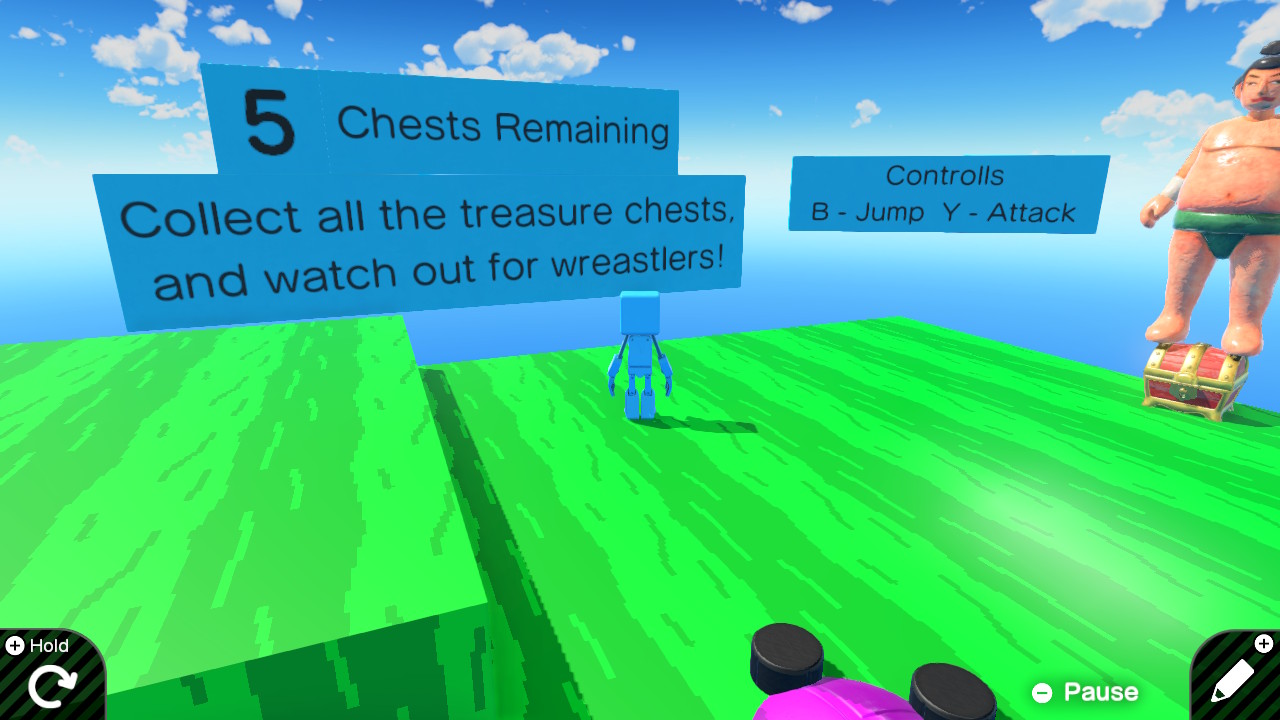 5 Chests Remaining
Collect all the treasure chests,
and watch out for wreastlers!
Controlls
B - Jump Y - Attack
Hold
Pause